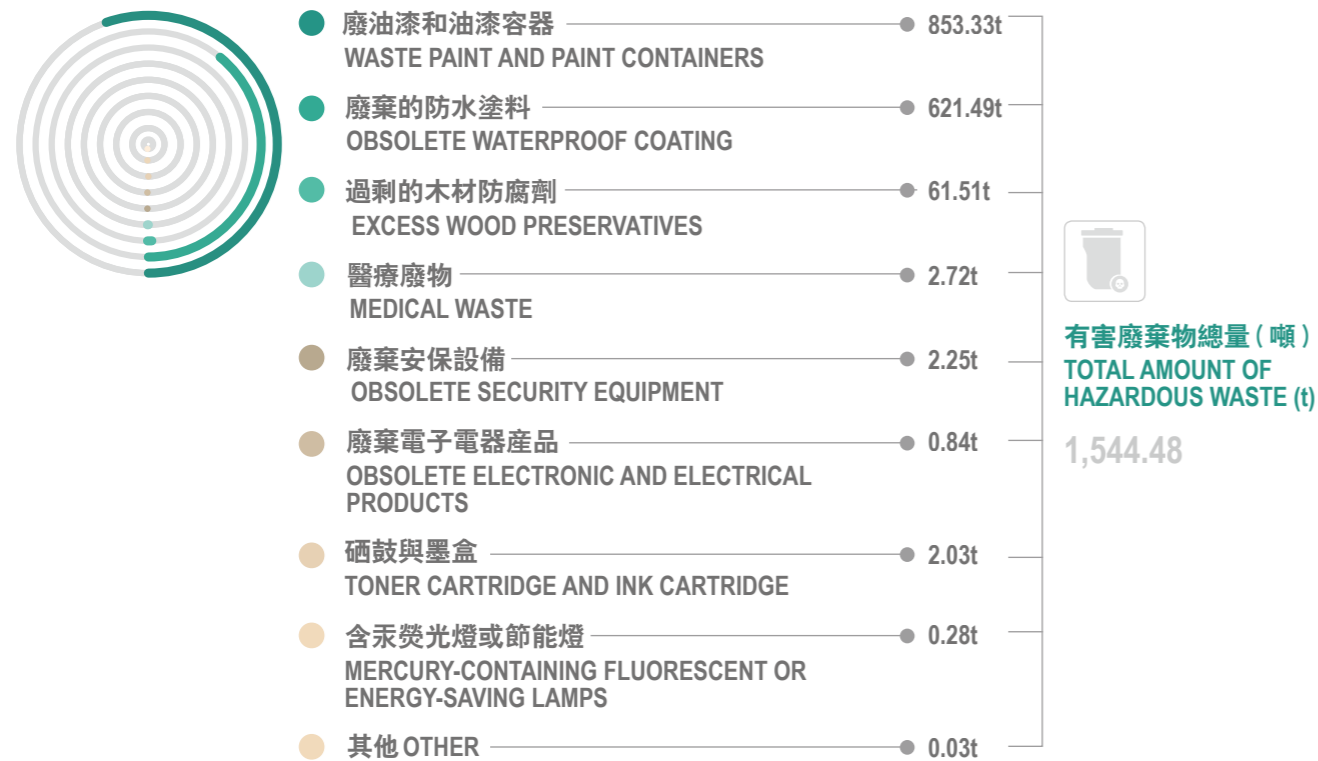 廢油漆和油漆容器
853.33t
WASTE PAINT AND PAINT CONTAINERS
廢棄的防水塗料
621.49t
OBSOLETE WATERPROOF COATING
過剩的木材防腐劑
61.51t
EXCESS WOOD PRESERVATIVES
醫療廢物
2.72t
MEDICAL WASTE
廢棄安保設備
2.25t
OBSOLETE SECURITY EQUIPMENT
廢棄電子電器產品
0.84t
OBSOLETE ELECTRONIC AND ELECTRICAL
PRODUCTS
硒鼓與墨盒
2.03t
TONER CARTRIDGE AND INK CARTRIDGE
含汞熒光燈或節能燈
0.28t
MERCURY-CONTAINING FLUORESCENT OR
ENERGY-SAVING LAMPS
其他 OTHER
0.03t
有害廢棄物總量 ( 噸 )
TOTAL AMOUNT OF
HAZARDOUS WASTE (t)
1,544.48